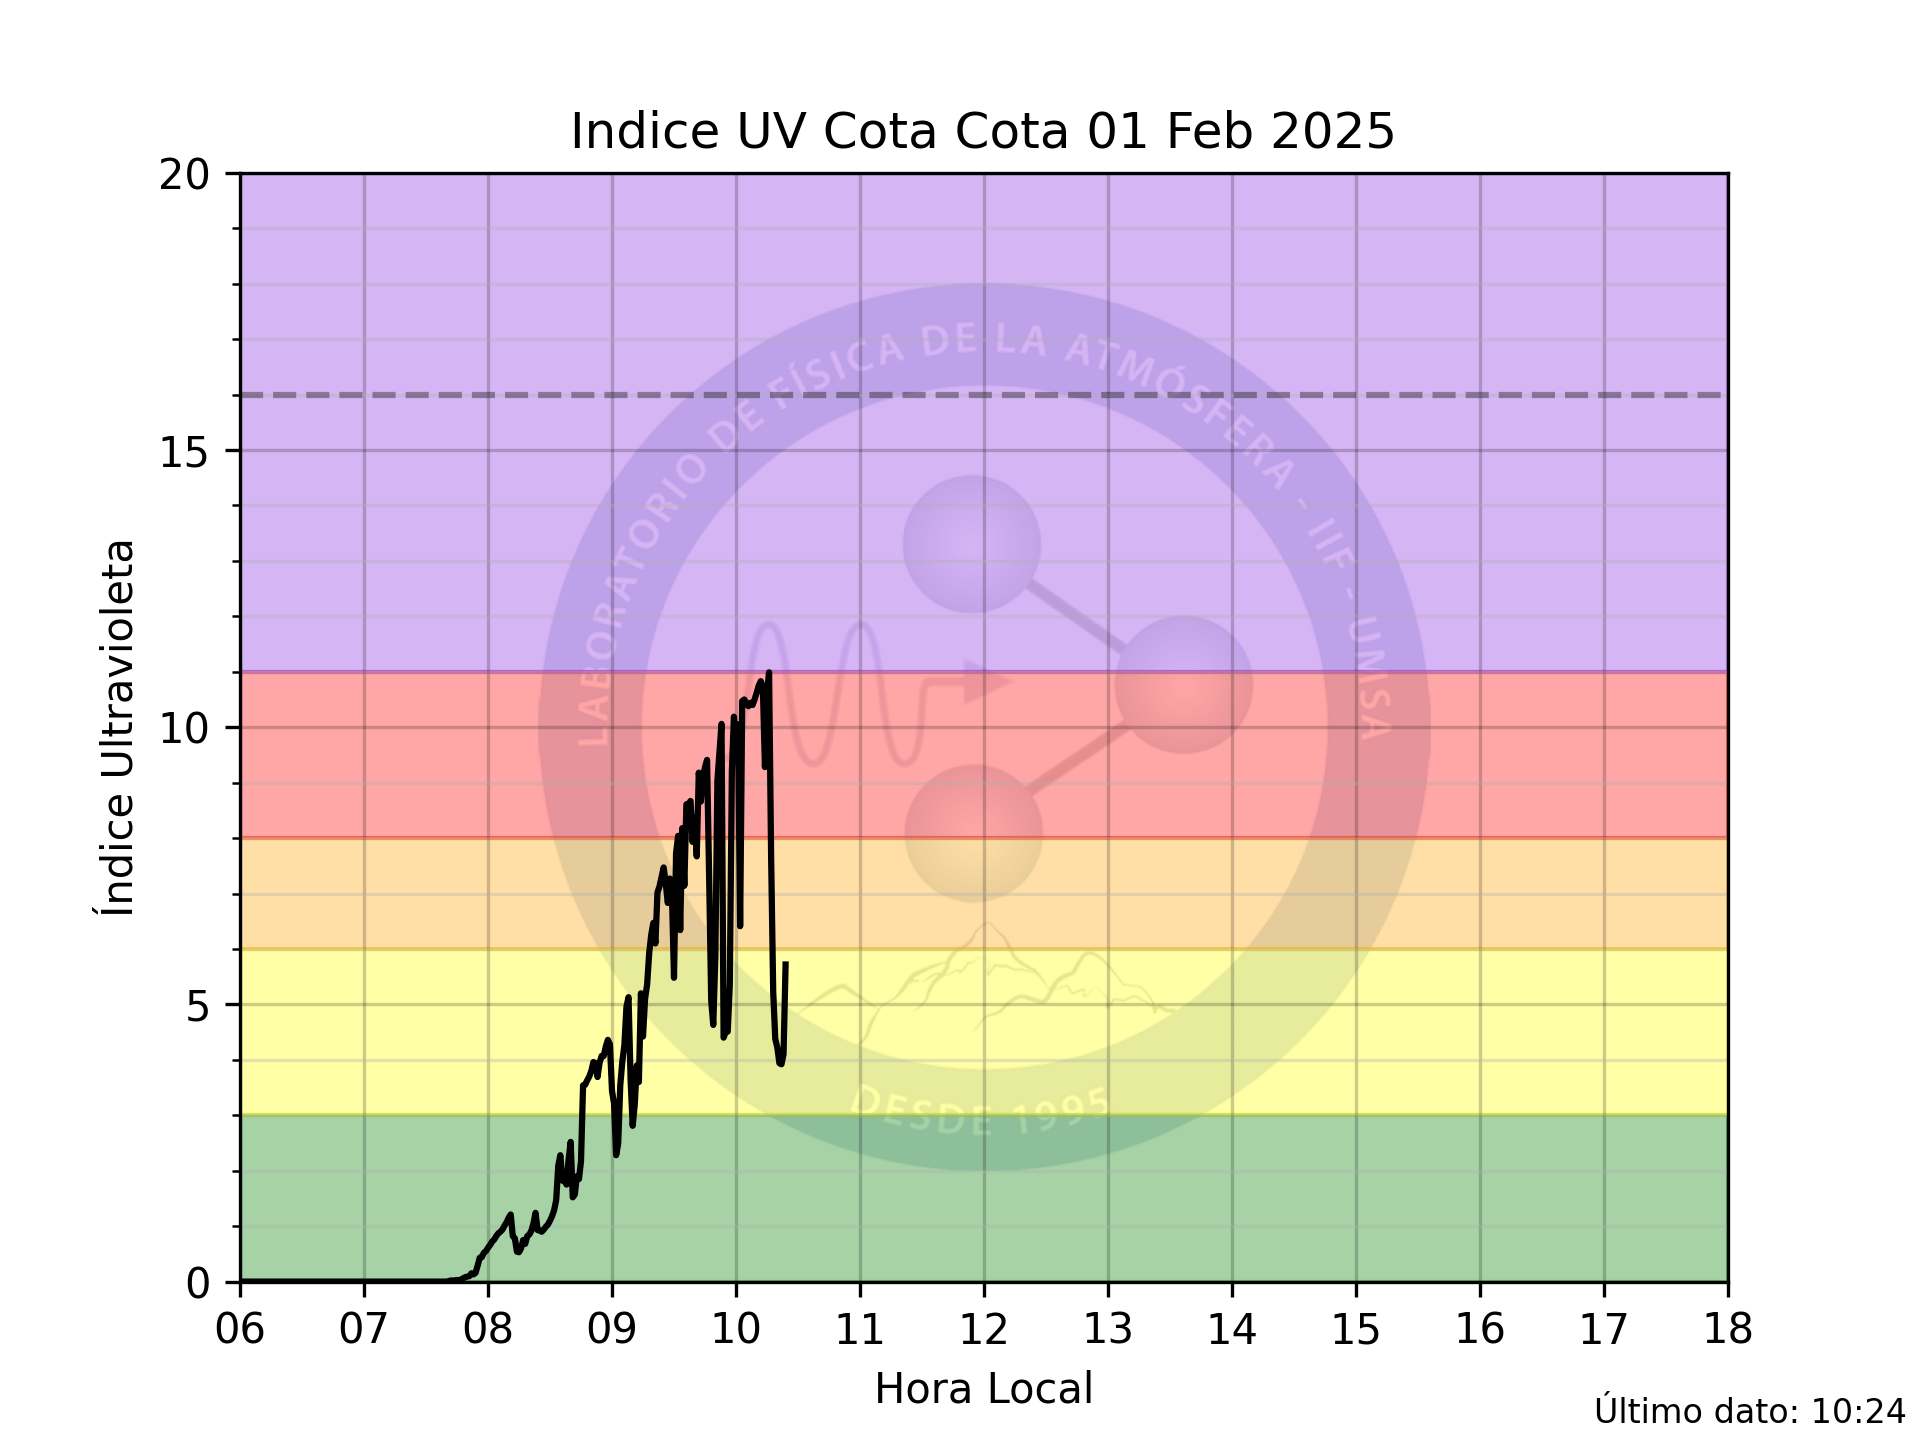 Indice UV Cota Cota 01 Feb 2025
20
15
10
5
0
Índice Ultravioleta
LABORATORIO DE FÍSICA DE LA ATMÓSFERA - IIF - UMSA
DESDE 1995
06 07 08 09 10 11 12 13 14 15 16 17 18
Hora Local
Último dato: 10:24